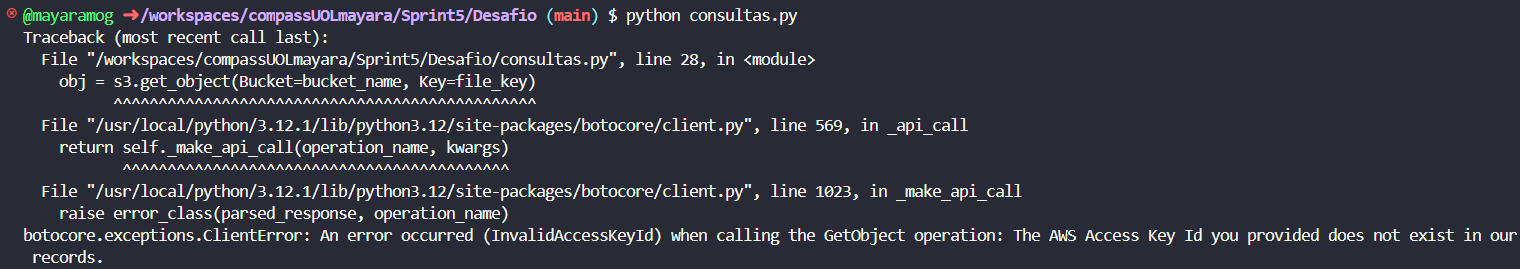 @mayaramog ➜/workspaces/compassUOLmayara/Sprint5/Desafio (main) $ python consultas.py
Traceback (most recent call last):
  File "/workspaces/compassUOLmayara/Sprint5/Desafio/consultas.py", line 28, in <module>
    obj = s3.get_object(Bucket=bucket_name, Key=file_key)
          ^^^^^^^^^^^^^^^^^^^^^^^^^^^^^^^^^^^^^^^^^^^^^^^
  File "/usr/local/python/3.12.1/lib/python3.12/site-packages/botocore/client.py", line 569, in _api_call
    return self._make_api_call(operation_name, kwargs)
           ^^^^^^^^^^^^^^^^^^^^^^^^^^^^^^^^^^^^^^^^^^^
  File "/usr/local/python/3.12.1/lib/python3.12/site-packages/botocore/client.py", line 1023, in _make_api_call
    raise error_class(parsed_response, operation_name)
botocore.exceptions.ClientError: An error occurred (InvalidAccessKeyId) when calling the GetObject operation: The AWS Access Key Id you provided does not exist in our
 records.